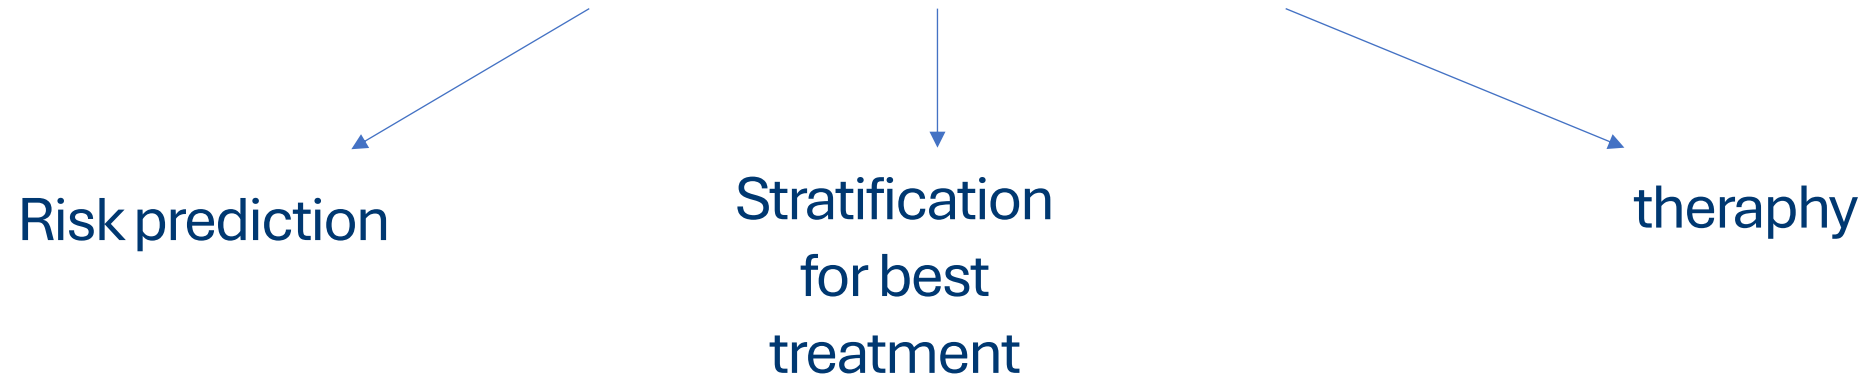 Risk prediction
Stratification
for best
treatment
theraphy